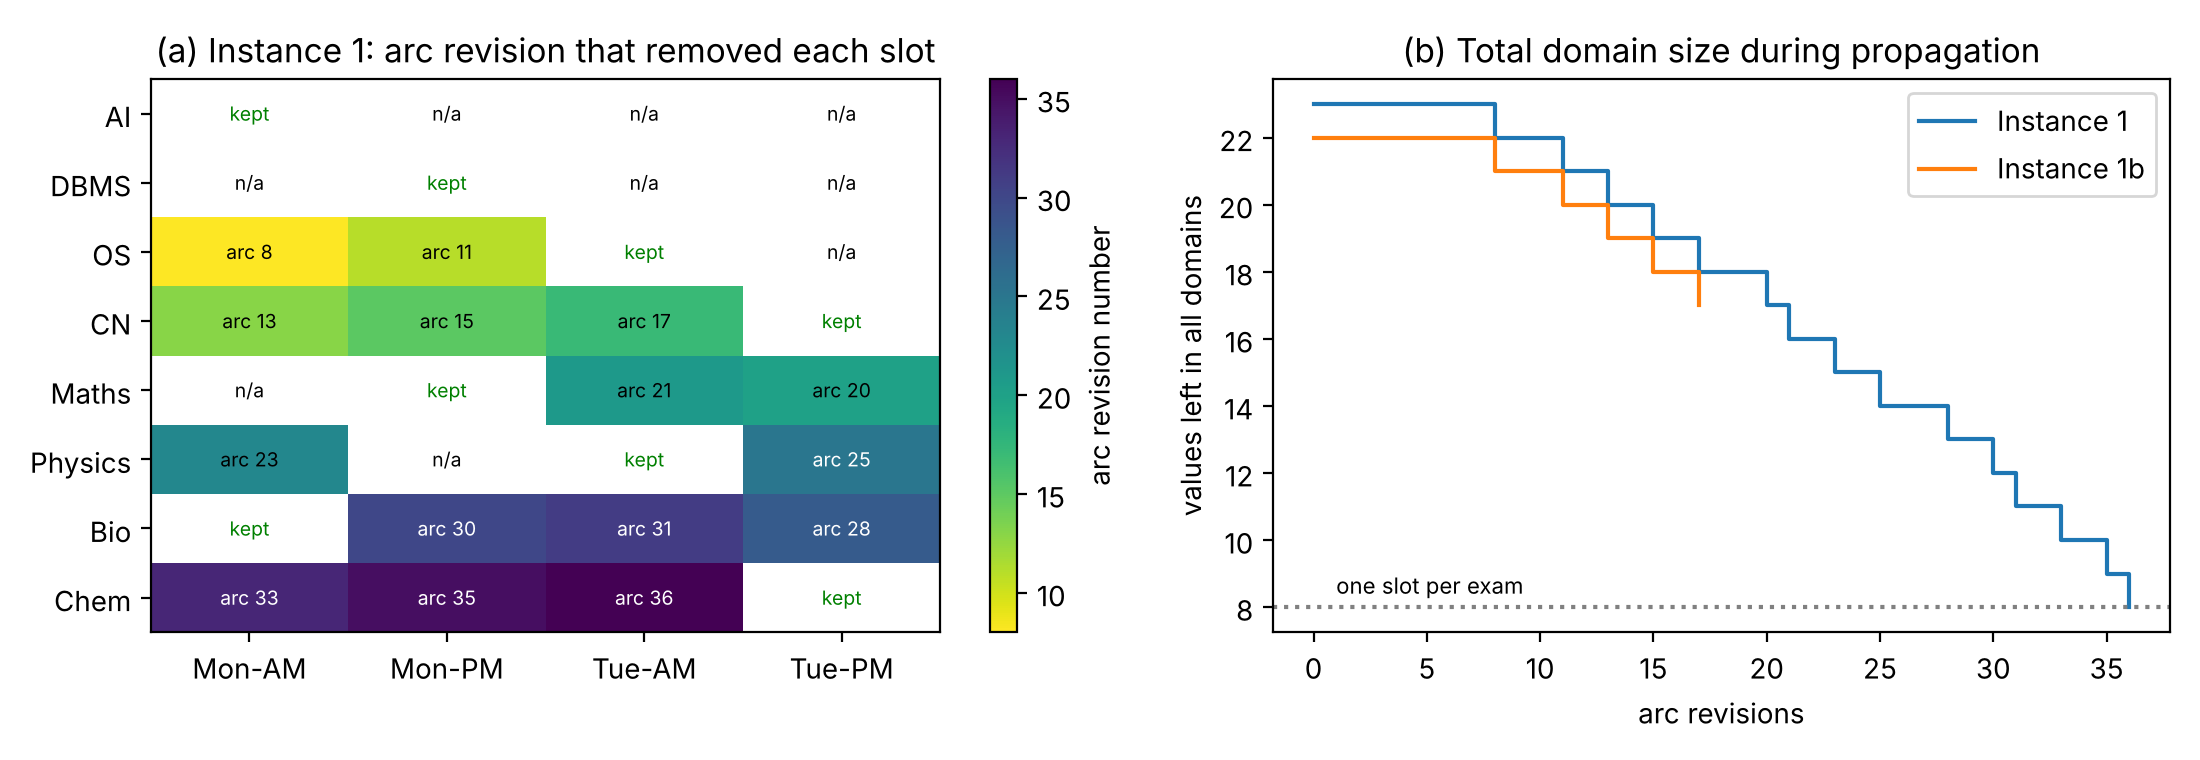 (a) Instance 1: arc revision that removed each slot
AI kept n/a n/a n/a
DBMS n/a kept n/a n/a
OS arc 8 arc 11 kept n/a
CN arc 13 arc 15 arc 17 kept
Maths n/a kept arc 21 arc 20
Physics arc 23 n/a kept arc 25
Bio kept arc 30 arc 31 arc 28
Chem arc 33 arc 35 arc 36 kept
Mon-AM Mon-PM Tue-AM Tue-PM
35
30
25
20
15
10
arc revision number
(b) Total domain size during propagation
Instance 1
Instance 1b
values left in all domains
22
20
18
16
14
12
10
8
one slot per exam
0 5 10 15 20 25 30 35
arc revisions